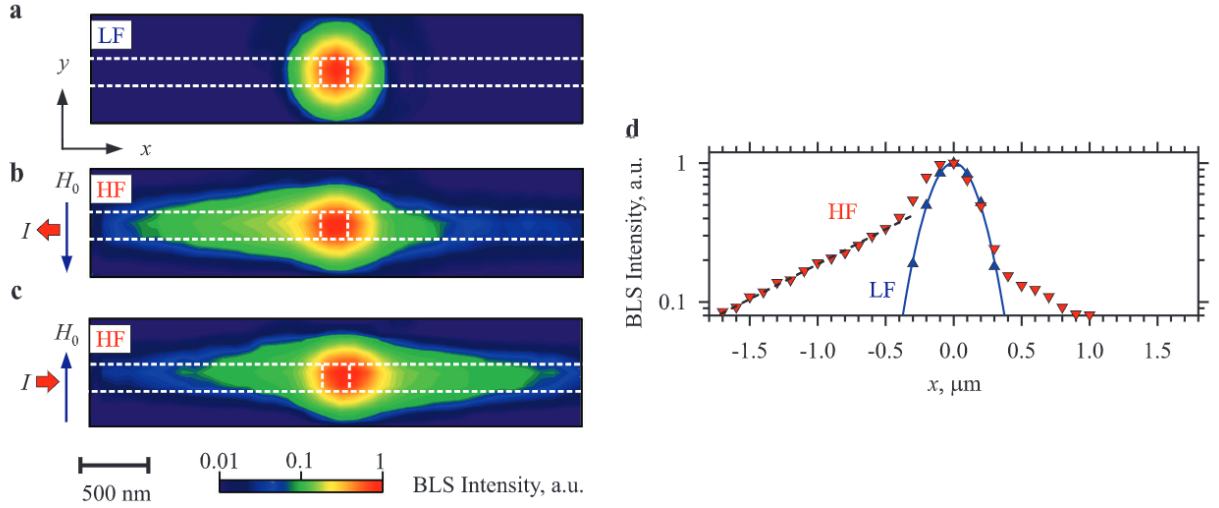 a
LF
y
x
b
HF
H₀
I
c
HF
H₀
I
500 nm
0.01 0.1 1
BLS Intensity, a.u.
d
BLS Intensity, a.u.
1
0.1
HF
LF
-1.5 -1.0 -0.5 0.0 0.5 1.0 1.5
x, μm